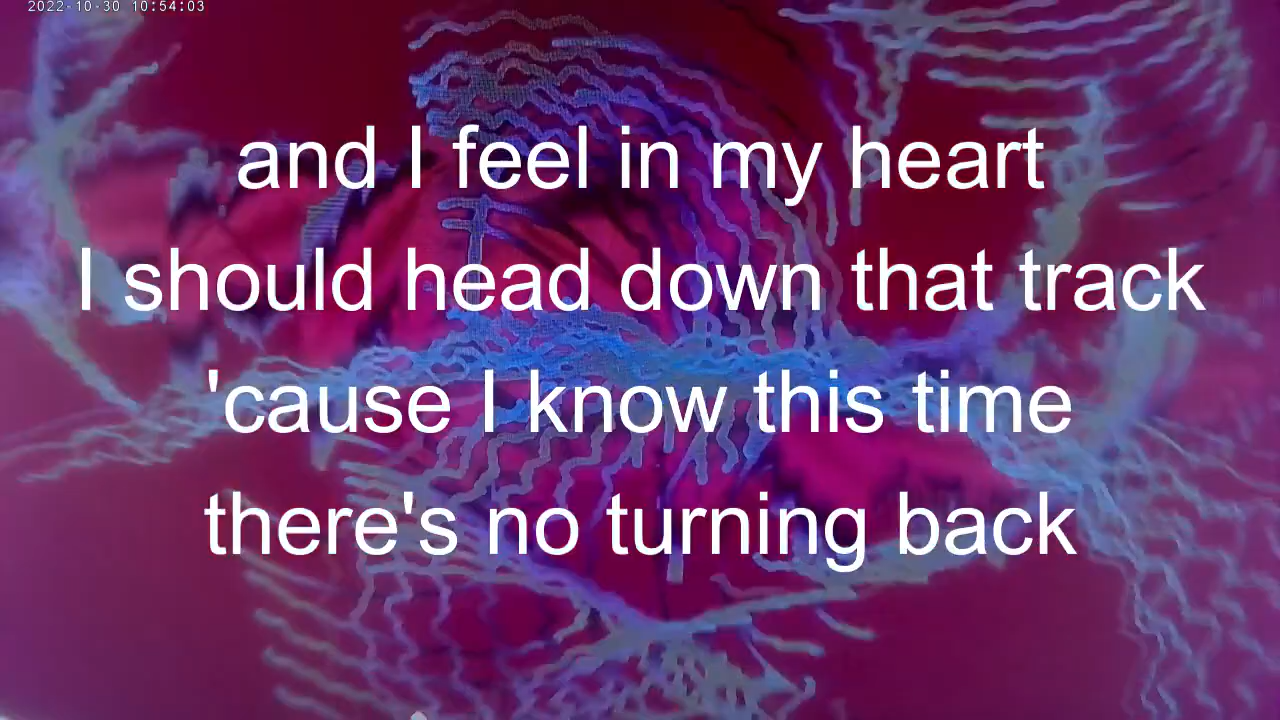 2022-10-30 10:54:03
and I feel in my heart
I should head down that track
'cause I know this time
there's no turning back